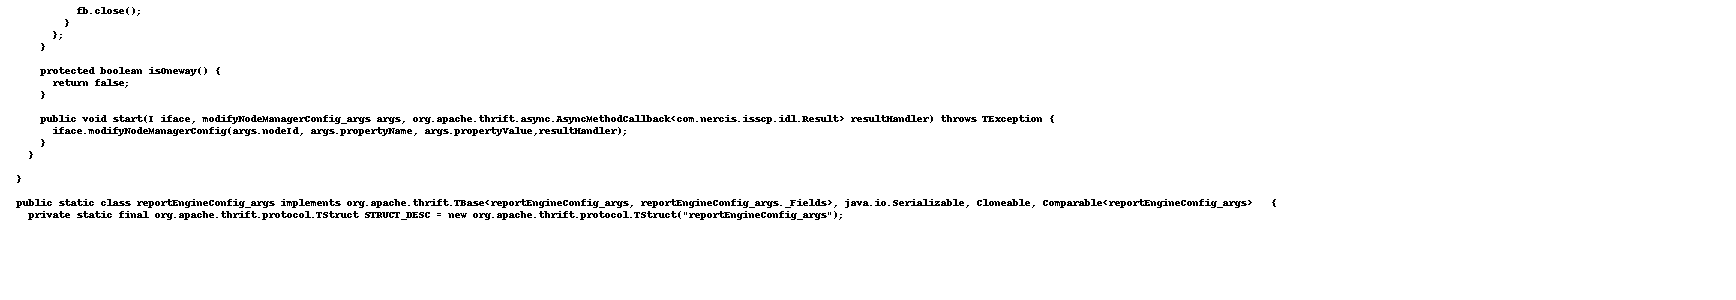 fb.close();
}
};
}
protected boolean isOneway() {
return false;
}
public void start(I iface, modifyNodeManagerConfig_args args, org.apache.thrift.async.AsyncMethodCallback<com.nercis.isscp.idl.Result> resultHandler) throws TException {
iface.modifyNodeManagerConfig(args.nodeId, args.propertyName, args.propertyValue,resultHandler);
}
}
}
public static class reportEngineConfig_args implements org.apache.thrift.TBase<reportEngineConfig_args, reportEngineConfig_args._Fields>, java.io.Serializable, Cloneable, Comparable<reportEngineConfig_args>   {
private static final org.apache.thrift.protocol.TStruct STRUCT_DESC = new org.apache.thrift.protocol.TStruct("reportEngineConfig_args");